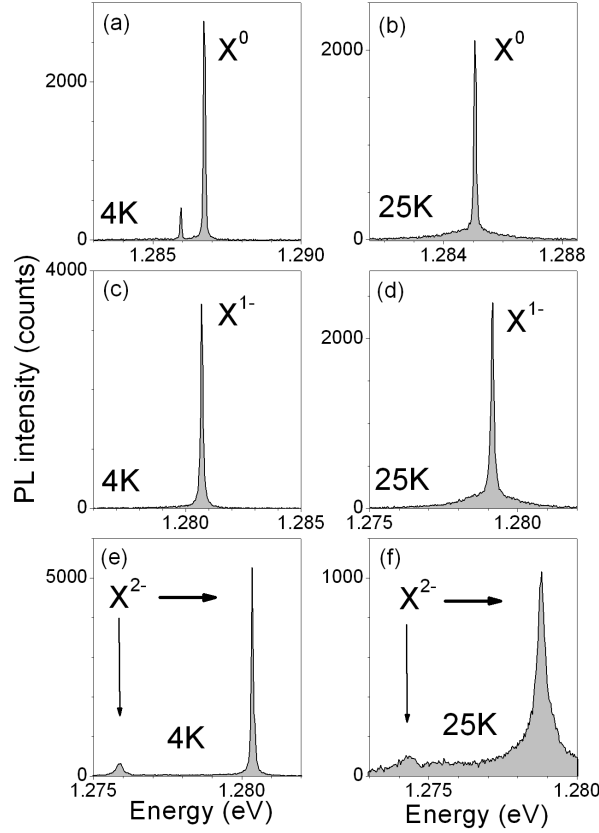 (a)
X⁰
2000
4K
0
1.285
1.290
(b)
X⁰
2000
25K
0
1.284
1.288
PL intensity (counts)
4000
(c)
X¹⁻
4K
0
1.280
1.285
(d)
X¹⁻
2000
25K
0
1.275
1.280
(e)
5000
X²⁻
4K
0
1.275
1.280
Energy (eV)
(f)
1000
X²⁻
25K
0
1.275
1.280
Energy (eV)